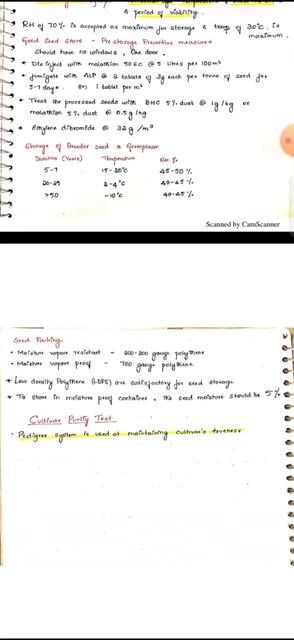 & period of viability.
• RH of 70% is accepted as maximum for storage & temp of 30°C is
maximum.
Good Seed Store - Pre storage Preventive measures
Should have no windows, One door.
• Disinfect with malathion 50 EC @ 5 litres per 100m²
• fumigate with ALP @ 2 tablets of 3g each per tonne of seed for
5-7 days. (or) 1 tablet per m³
• Treat the processed seeds with BHC 5% dust @ 1g/kg or
malathion 5% dust @ 0.5g/kg
• Ethylene dibromide @ 32g/m³
Storage of Breeder seed & Germplasm
Duration (Years) Temperature RH %
5-7 15-20°C 45-50%
20-25 2-4°C 40-45%
>50 -10°C 40-45%
Scanned by CamScanner
Seed Packing.
• Moisture vapour resistant - 200-300 gauge polythene
• Moisture vapour proof - 700 gauge polythene
* Low density Polythene (LDPE) are satisfactory for seed storage
* To store in moisture proof container, the seed moisture should be 5%
Cultivar Purity Test
• Pedigree system is used at maintaining cultivar's trueness